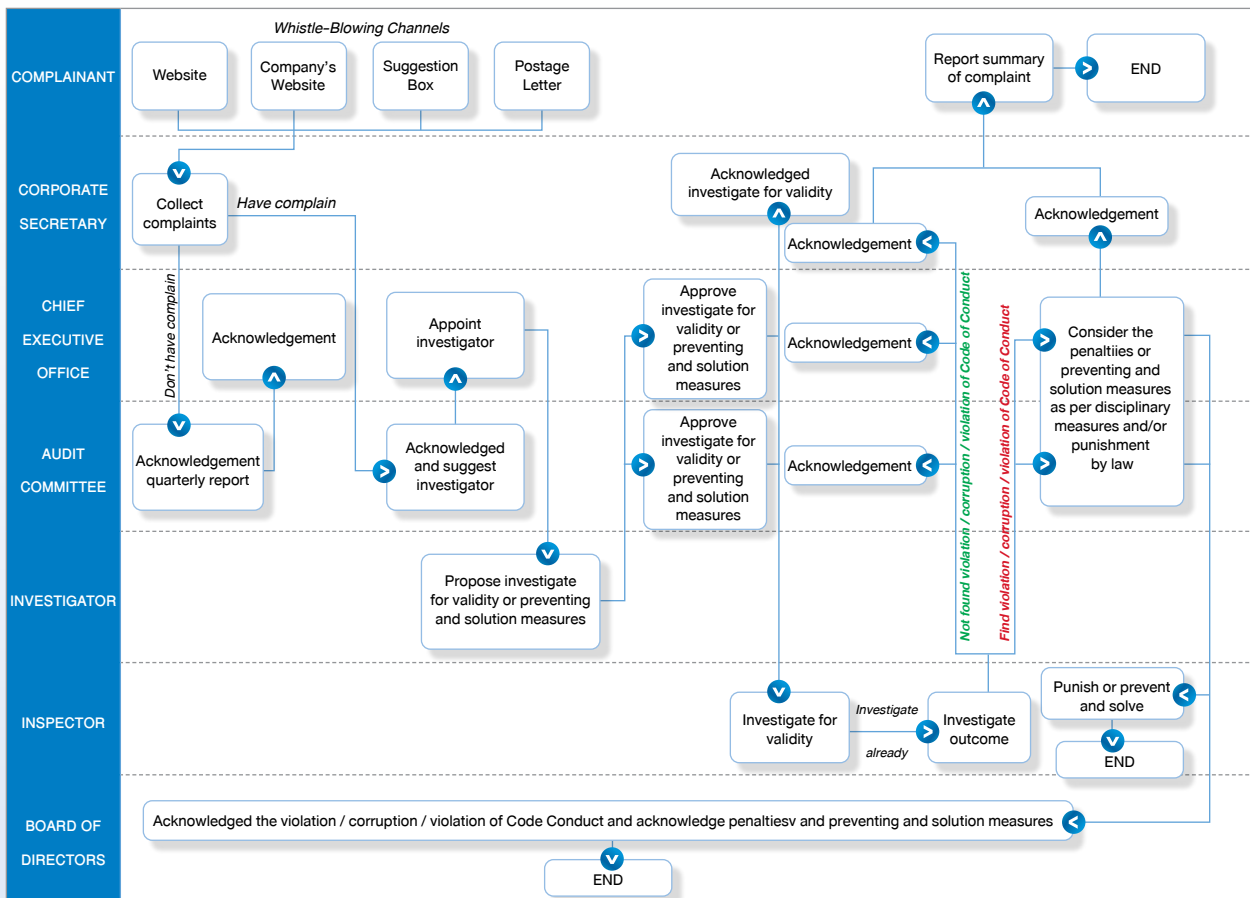 Whistle-Blowing Channels
COMPLAINANT
Website
Company's
Website
Suggestion
Box
Postage
Letter
Report summary
of complaint
END
CORPORATE
SECRETARY
Collect
complaints
Have complain
Acknowledged
investigate for validity
Acknowledgement
Acknowledgement
Don't have complain
CHIEF
EXECUTIVE
OFFICE
Acknowledgement
Appoint
investigator
Approve
investigate for
validity or
preventing
and solution
measures
Acknowledgement
Not found violation / corruption / violation of Code of Conduct
Find violation / corruption / violation of Code of Conduct
Consider the
penaltiies or
preventing and
solution measures
as per disciplinary
measures and/or
punishment
by law
AUDIT
COMMITTEE
Acknowledgement
quarterly report
Acknowledged
and suggest
investigator
Approve
investigate for
validity or
preventing
and solution
measures
Acknowledgement
INVESTIGATOR
Propose investigate
for validity or preventing
and solution measures
INSPECTOR
Investigate for
validity
Investigate
already
Investigate
outcome
Punish or prevent
and solve
END
BOARD OF
DIRECTORS
Acknowledged the violation / corruption / violation of Code Conduct and acknowledge penaltiesv and preventing and solution measures
END